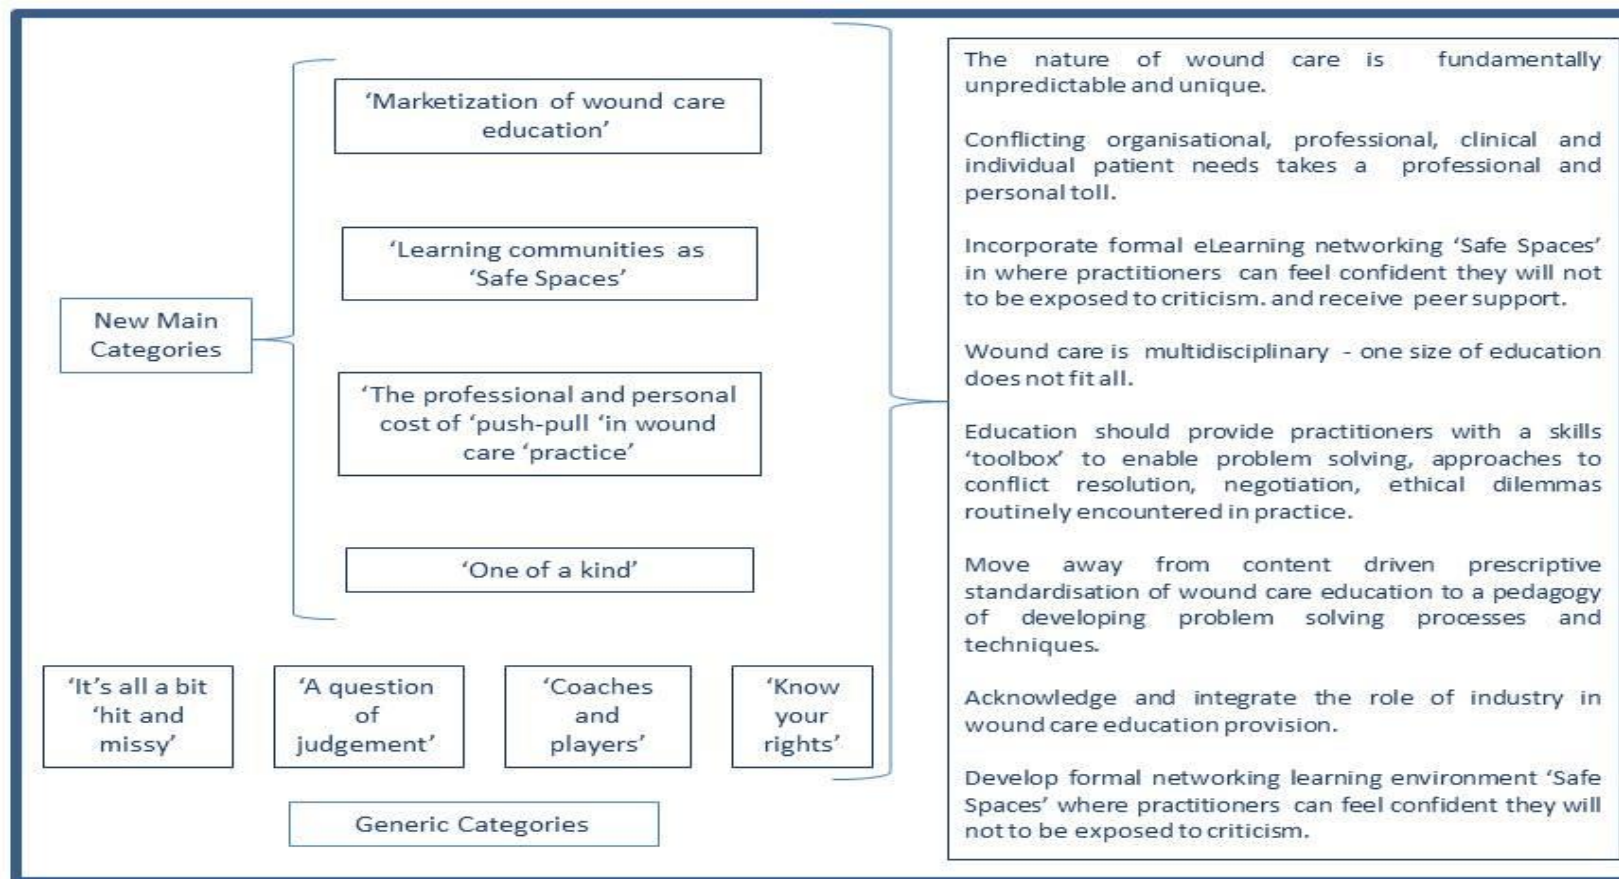 New Main
Categories
‘Marketization of wound care
education’
‘Learning communities as
‘Safe Spaces’
‘The professional and personal
cost of ‘push-pull ‘in wound
care ‘practice’
‘One of a kind’
‘It’s all a bit
‘hit and
missy’
‘A question
of
judgement’
‘Coaches
and
players’
‘Know
your
rights’
Generic Categories
The nature of wound care is fundamentally
unpredictable and unique.
Conflicting organisational, professional, clinical and
individual patient needs takes a professional and
personal toll.
Incorporate formal eLearning networking ‘Safe Spaces’
in where practitioners can feel confident they will not
to be exposed to criticism. and receive peer support.
Wound care is multidisciplinary - one size of education
does not fit all.
Education should provide practitioners with a skills
‘toolbox’ to enable problem solving, approaches to
conflict resolution, negotiation, ethical dilemmas
routinely encountered in practice.
Move away from content driven prescriptive
standardisation of wound care education to a pedagogy
of developing problem solving processes and
techniques.
Acknowledge and integrate the role of industry in
wound care education provision.
Develop formal networking learning environment ‘Safe
Spaces’ where practitioners can feel confident they will
not to be exposed to criticism.